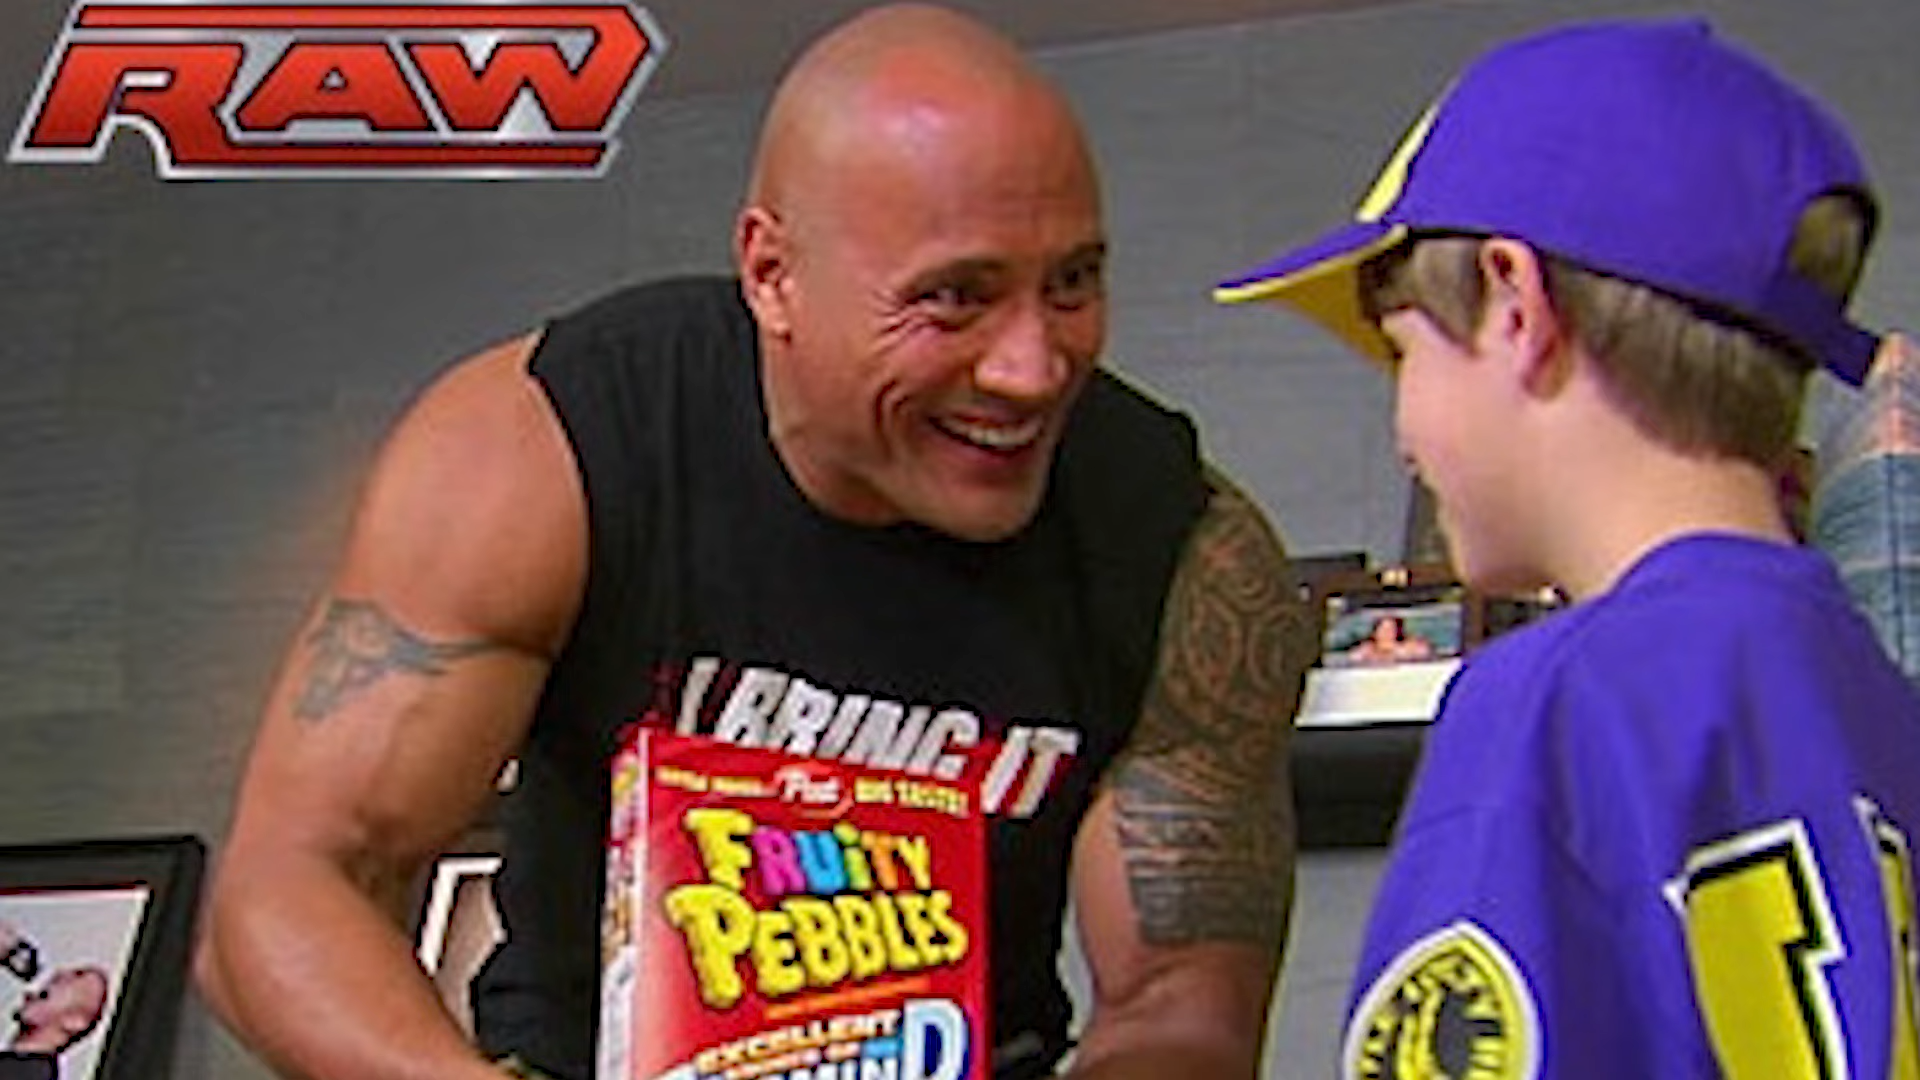 RAW
I BRING IT
Post BIG TASTE!
FRUITY
PEBBLES
EXCELLENT
D